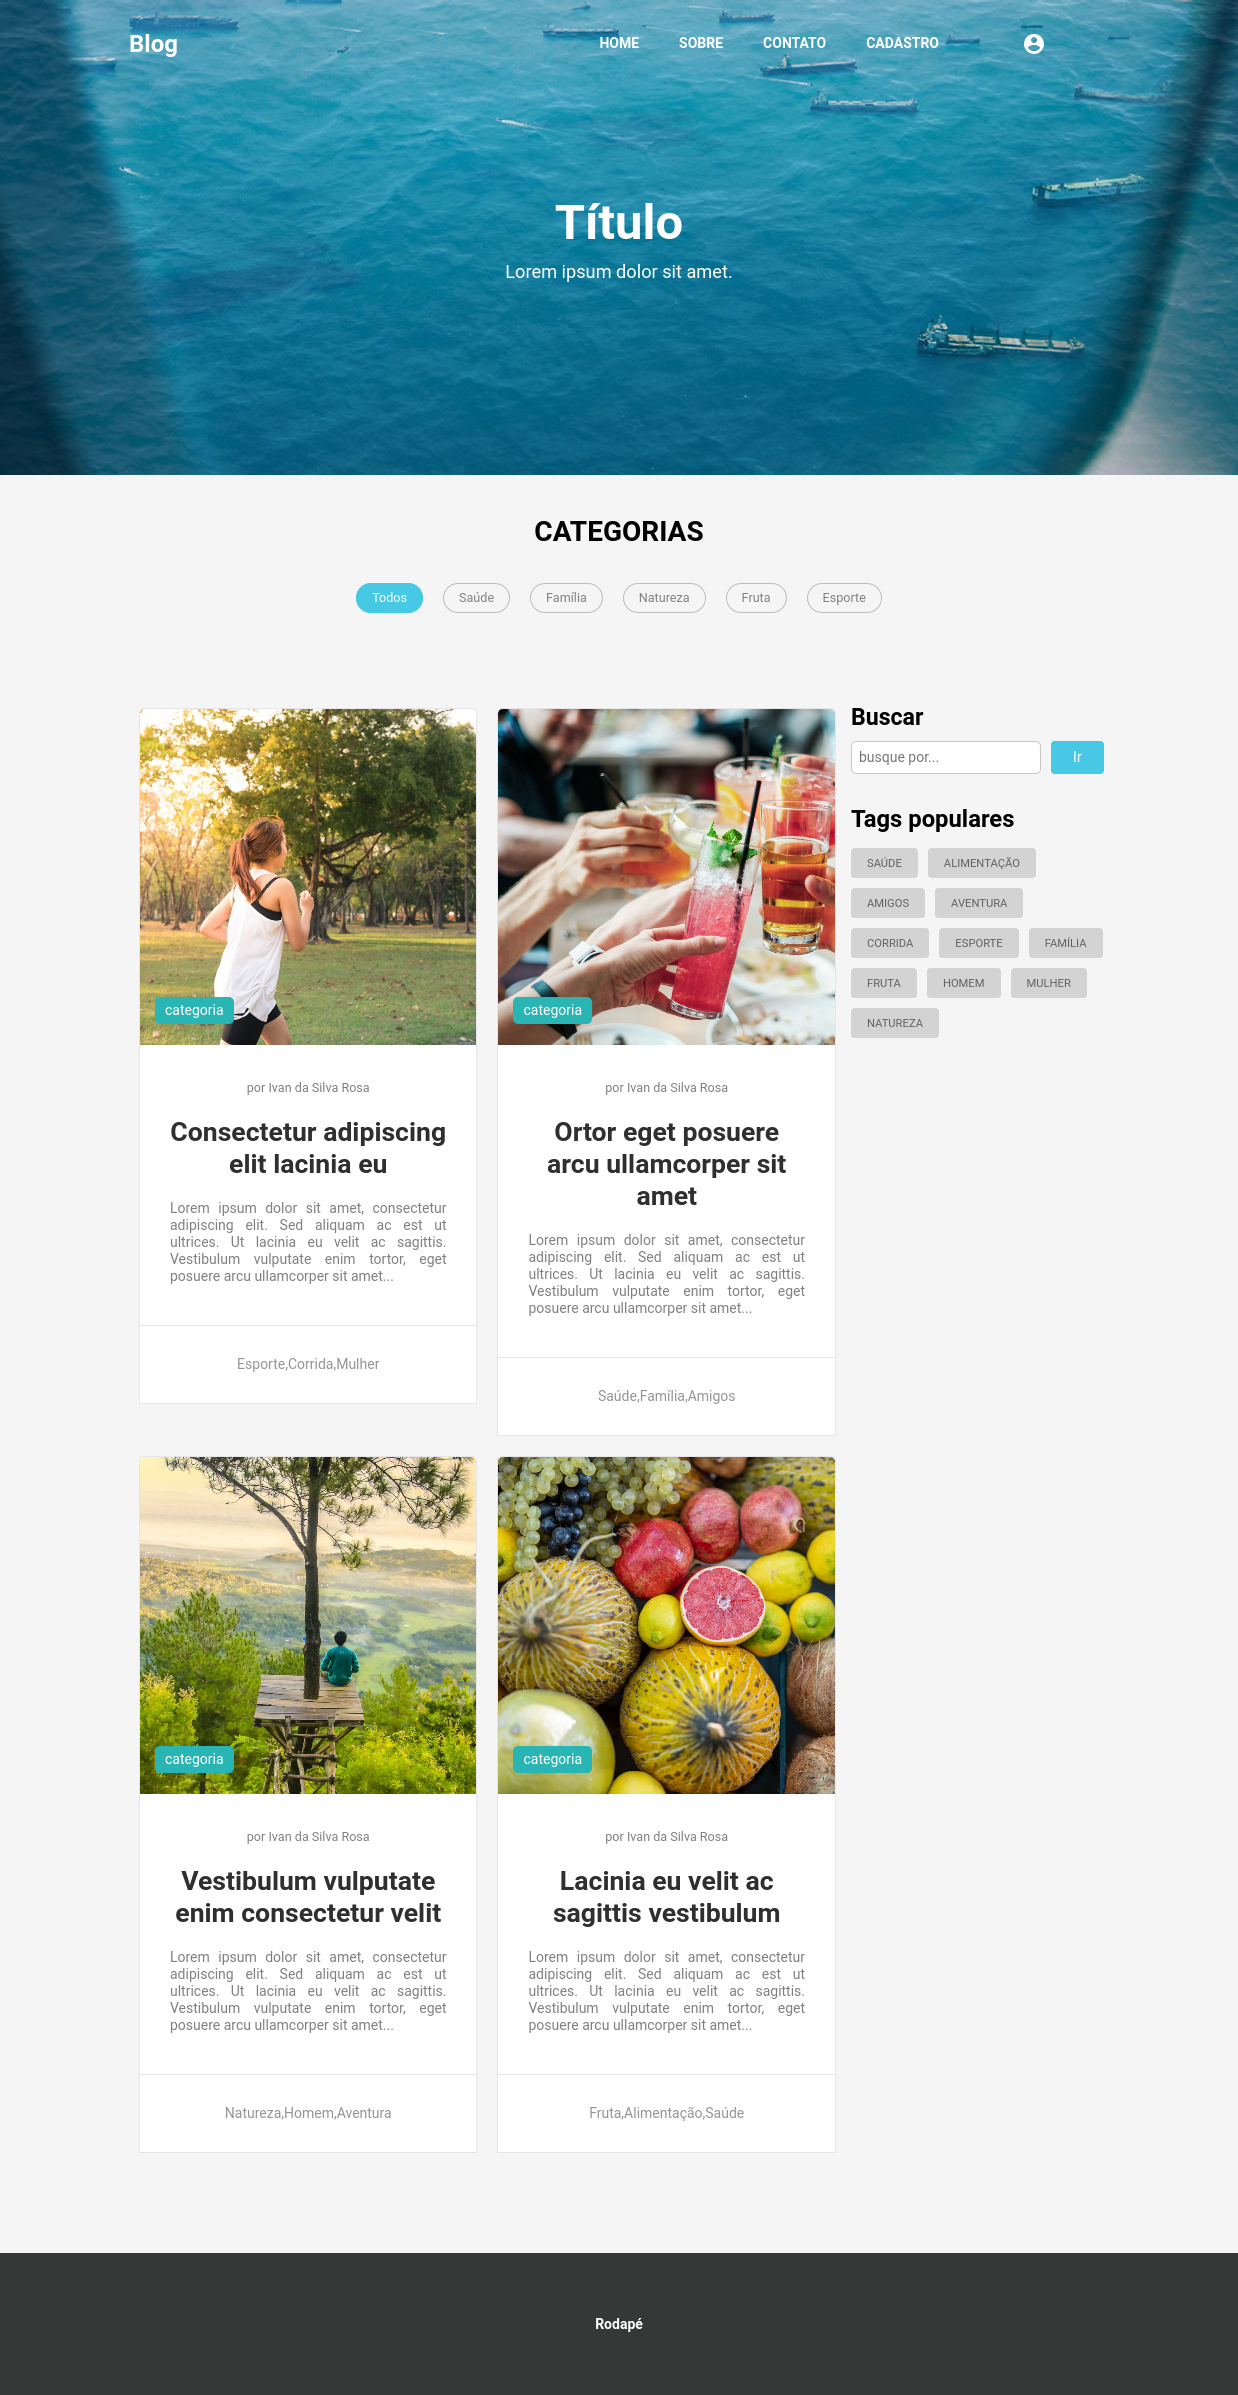 Blog
HOME SOBRE CONTATO CADASTRO
Título
Lorem ipsum dolor sit amet.
CATEGORIAS
Todos Saúde Família Natureza Fruta Esporte
categoria
por Ivan da Silva Rosa
Consectetur adipiscing
elit lacinia eu
Lorem ipsum dolor sit amet, consectetur
adipiscing elit. Sed aliquam ac est ut
ultrices. Ut lacinia eu velit ac sagittis.
Vestibulum vulputate enim tortor, eget
posuere arcu ullamcorper sit amet...
Esporte,Corrida,Mulher
categoria
por Ivan da Silva Rosa
Ortor eget posuere
arcu ullamcorper sit
amet
Lorem ipsum dolor sit amet, consectetur
adipiscing elit. Sed aliquam ac est ut
ultrices. Ut lacinia eu velit ac sagittis.
Vestibulum vulputate enim tortor, eget
posuere arcu ullamcorper sit amet...
Saúde,Família,Amigos
Buscar
busque por... Ir
Tags populares
SAÚDE ALIMENTAÇÃO
AMIGOS AVENTURA
CORRIDA ESPORTE FAMÍLIA
FRUTA HOMEM MULHER
NATUREZA
categoria
por Ivan da Silva Rosa
Vestibulum vulputate
enim consectetur velit
Lorem ipsum dolor sit amet, consectetur
adipiscing elit. Sed aliquam ac est ut
ultrices. Ut lacinia eu velit ac sagittis.
Vestibulum vulputate enim tortor, eget
posuere arcu ullamcorper sit amet...
Natureza,Homem,Aventura
categoria
por Ivan da Silva Rosa
Lacinia eu velit ac
sagittis vestibulum
Lorem ipsum dolor sit amet, consectetur
adipiscing elit. Sed aliquam ac est ut
ultrices. Ut lacinia eu velit ac sagittis.
Vestibulum vulputate enim tortor, eget
posuere arcu ullamcorper sit amet...
Fruta,Alimentação,Saúde
Rodapé